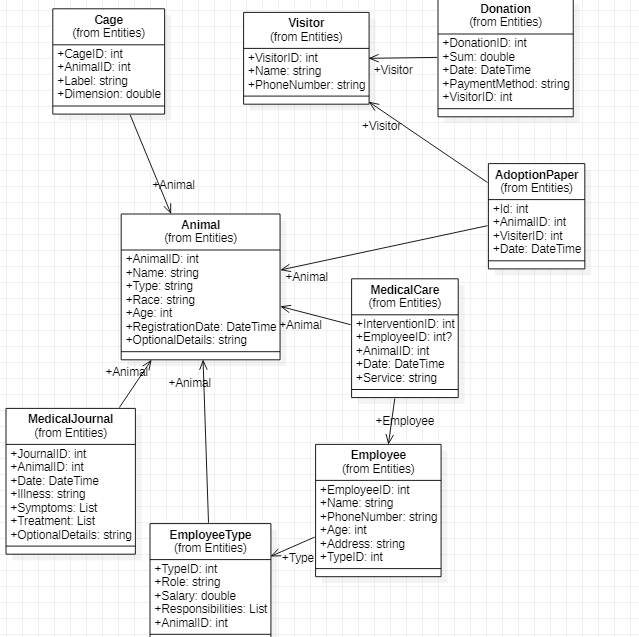 Cage
(from Entities)
+CageID: int
+AnimalID: int
+Label: string
+Dimension: double
Visitor
(from Entities)
+VisitorID: int
+Name: string
+PhoneNumber: string
Donation
(from Entities)
+DonationID: int
+Sum: double
+Date: DateTime
+PaymentMethod: string
+VisitorID: int
+Visitor
+Visitor
AdoptionPaper
(from Entities)
+Id: int
+AnimalID: int
+VisiterID: int
+Date: DateTime
+Animal
Animal
(from Entities)
+AnimalID: int
+Name: string
+Type: string
+Race: string
+Age: int
+RegistrationDate: DateTime
+OptionalDetails: string
+Animal
MedicalCare
(from Entities)
+InterventionID: int
+EmployeeID: int?
+AnimalID: int
+Date: DateTime
+Service: string
+Animal
+Animal
+Animal
+Employee
MedicalJournal
(from Entities)
+JournalID: int
+AnimalID: int
+Date: DateTime
+Illness: string
+Symptoms: List
+Treatment: List
+OptionalDetails: string
Employee
(from Entities)
+EmployeeID: int
+Name: string
+PhoneNumber: string
+Age: int
+Address: string
+TypeID: int
+Type
EmployeeType
(from Entities)
+TypeID: int
+Role: string
+Salary: double
+Responsibilities: List
+AnimalID: int